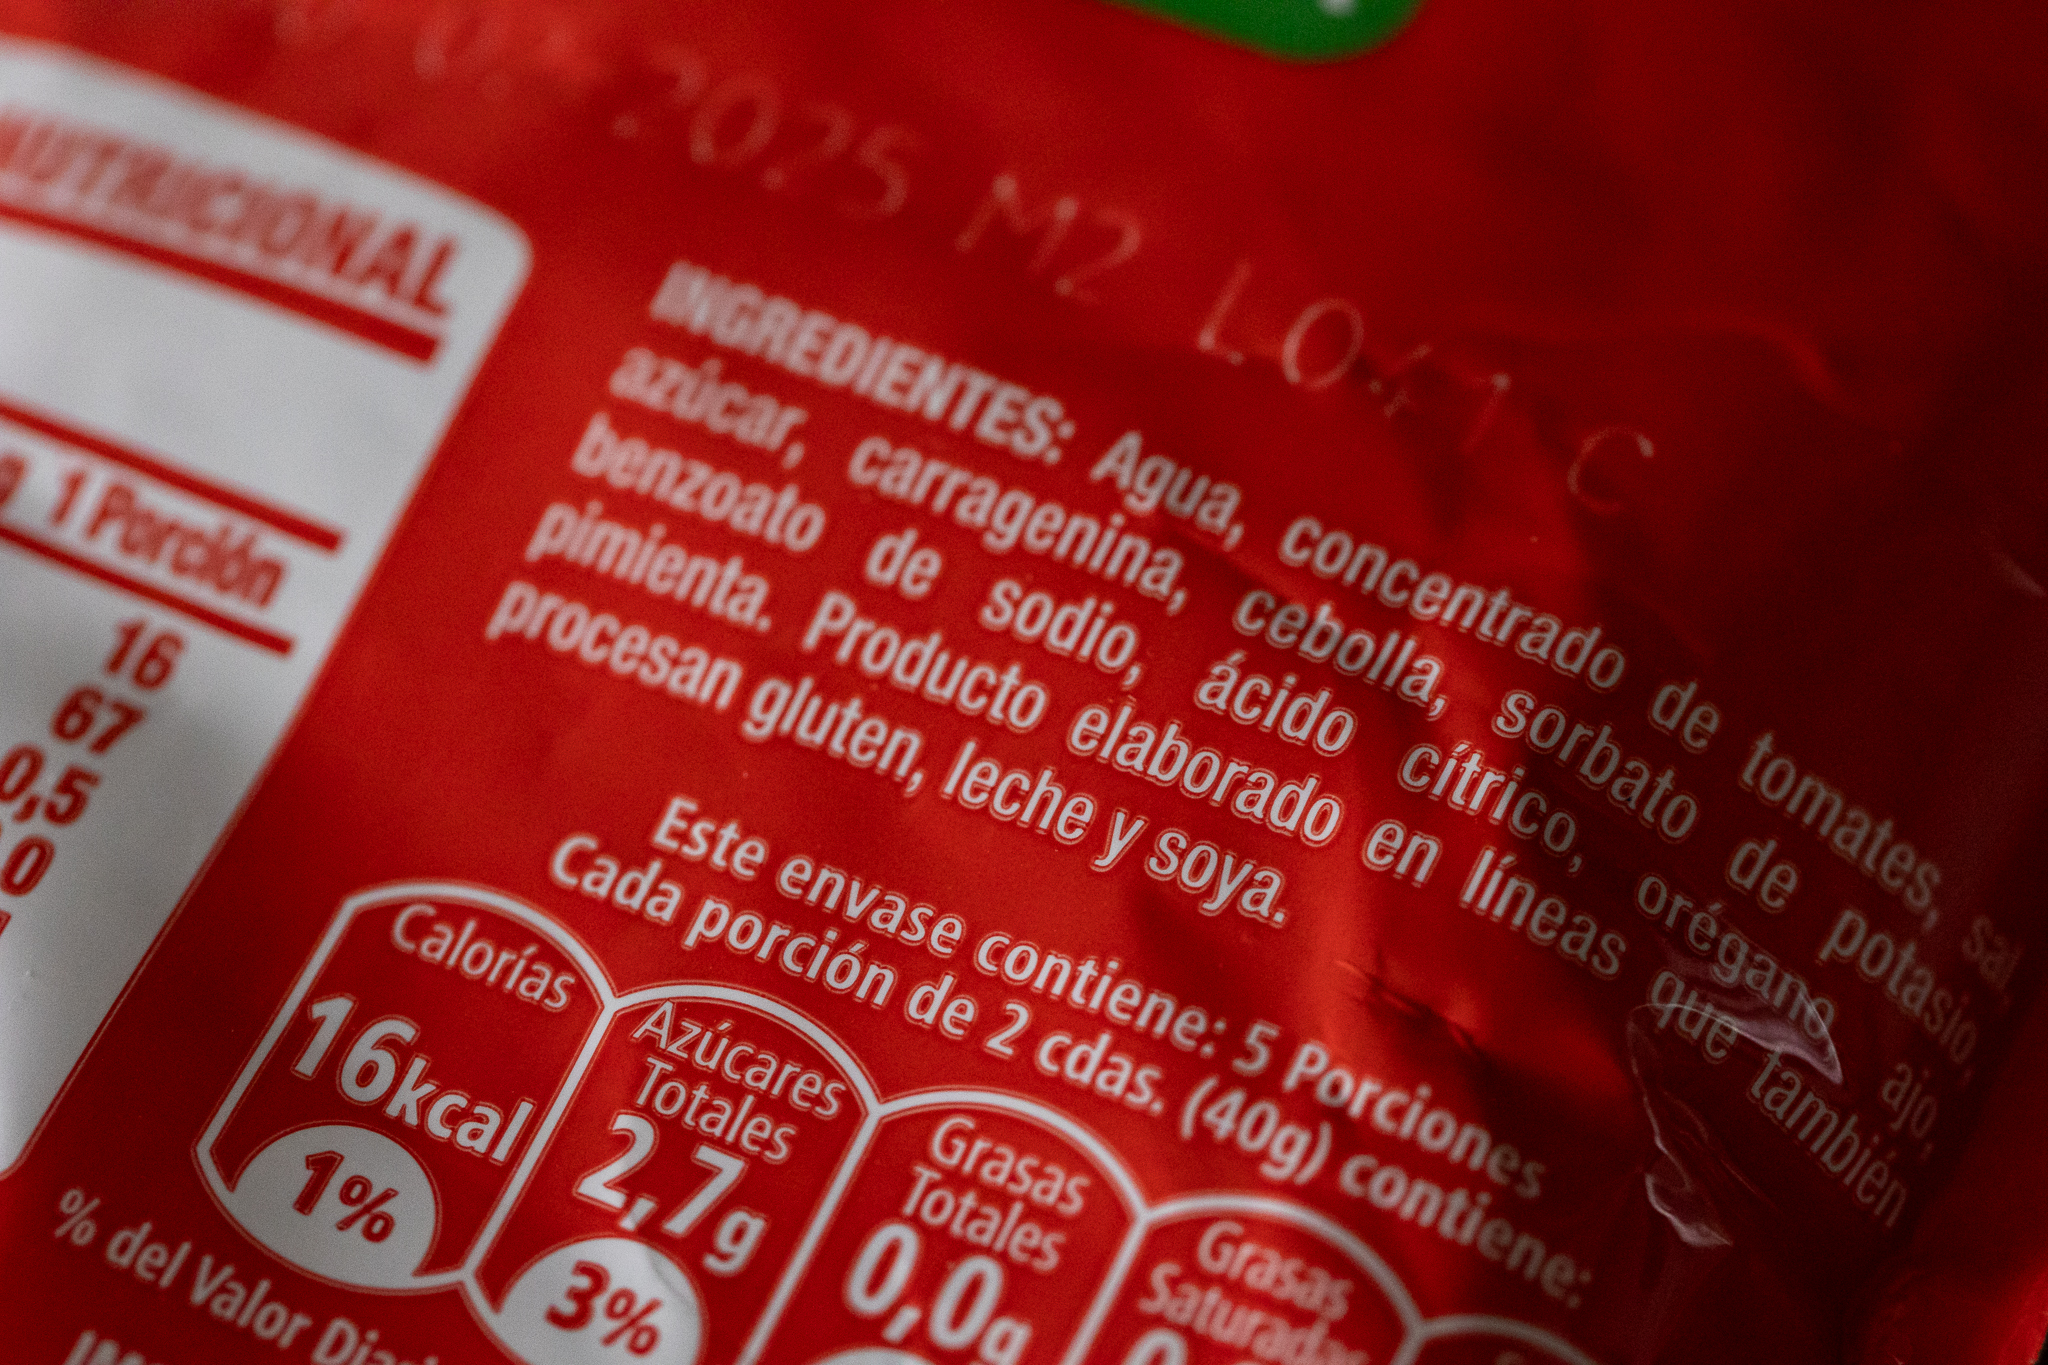 2025 M2 L 0 C
NUTRICIONAL
INGREDIENTES: Agua, concentrado de tomates, sal,
azúcar, carragenina, cebolla, sorbato de potasio,
benzoato de sodio, ácido cítrico, orégano, ajo,
pimienta. Producto elaborado en líneas que también
procesan gluten, leche y soya.
g 1 Porción
16
67
0,5
0
Este envase contiene: 5 Porciones
Cada porción de 2 cdas. (40g) contiene:
Calorías
16kcal
1%
Azúcares
Totales
2,7g
3%
Grasas
Totales
0,0g
Grasas
Saturadas
% del Valor